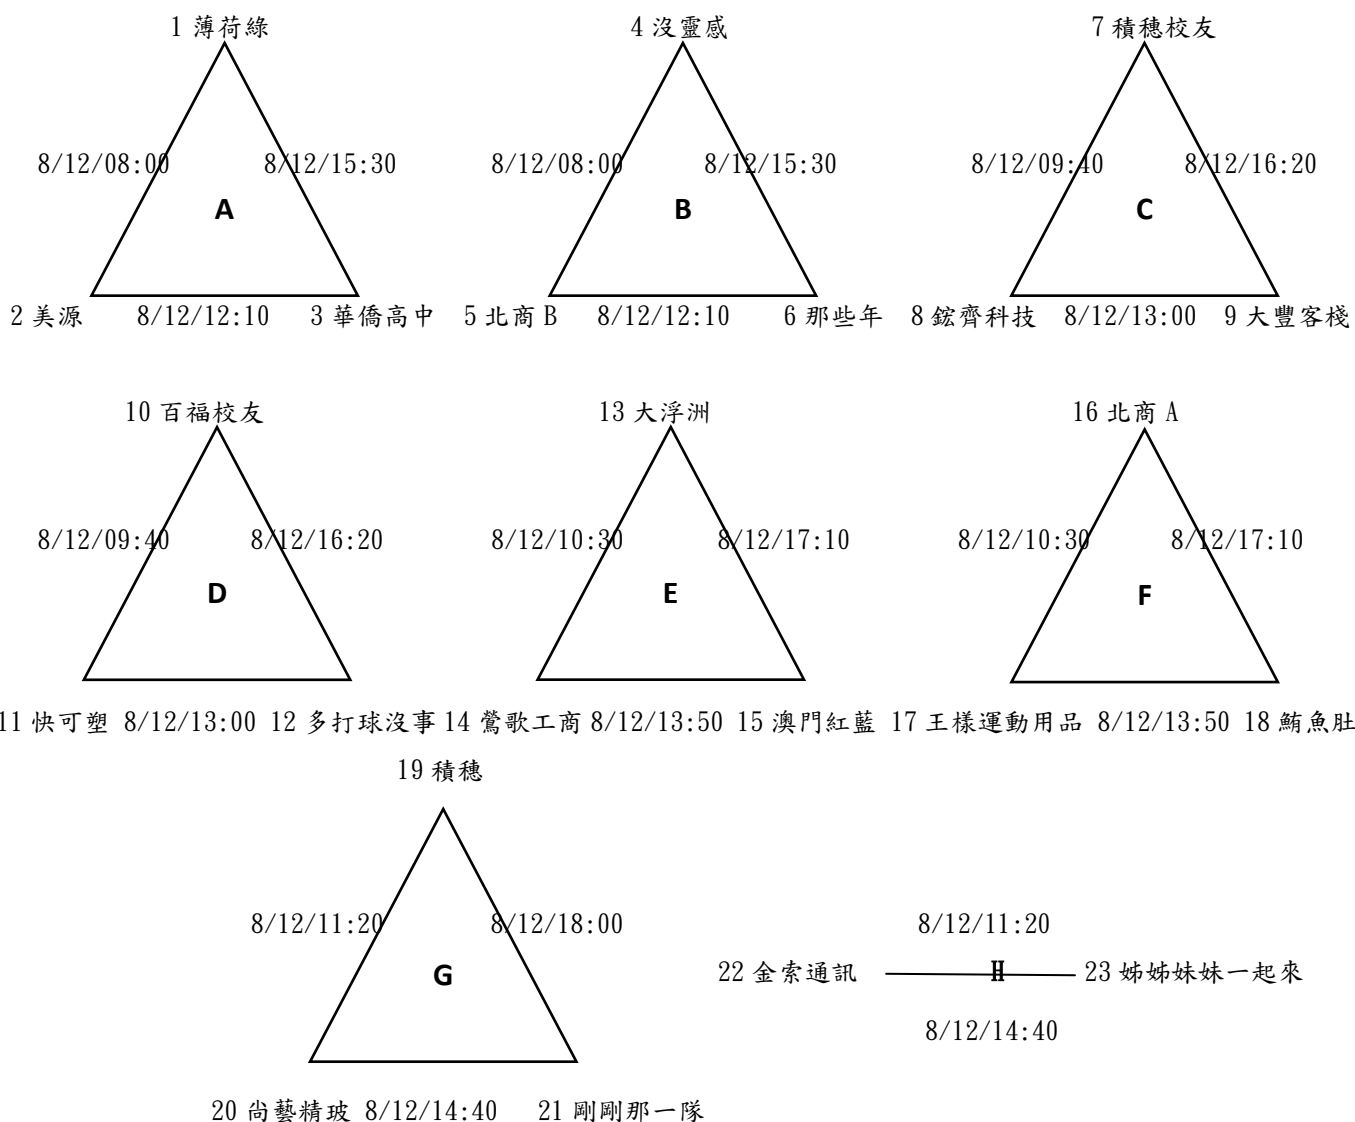 1 薄荷綠 4 沒靈感 7 積穗校友
8/12/08:00 8/12/15:30 8/12/08:00 8/12/15:30 8/12/09:40 8/12/16:20
A B C
2 美源 8/12/12:10 3 華僑高中 5 北商 B 8/12/12:10 6 那些年 8 鋐齊科技 8/12/13:00 9 大豐客棧
10 百福校友 13 大浮洲 16 北商 A
8/12/09:40 8/12/16:20 8/12/10:30 8/12/17:10 8/12/10:30 8/12/17:10
D E F
11 快可塑 8/12/13:00 12 多打球沒事 14 鶯歌工商 8/12/13:50 15 澳門紅藍 17 王樣運動用品 8/12/13:50 18 鮪魚肚
19 積穗
8/12/11:20 8/12/18:00 8/12/11:20
G 22 金索通訊 H 23 姊姊妹妹一起來
8/12/14:40
20 尚藝精玻 8/12/14:40 21 剛剛那一隊